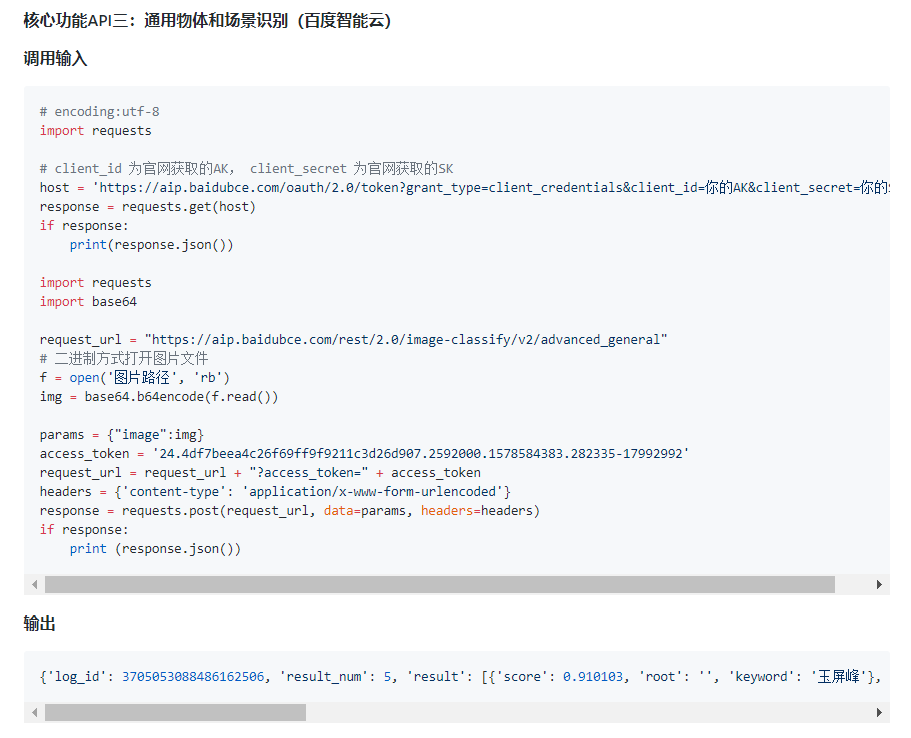 核心功能API三：通用物体和场景识别（百度智能云）
调用输入
# encoding:utf-8
import requests
# client_id 为官网获取的AK， client_secret 为官网获取的SK
host = 'https://aip.baidubce.com/oauth/2.0/token?grant_type=client_credentials&client_id=你的AK&client_secret=你的
response = requests.get(host)
if response:
    print(response.json())
import requests
import base64
request_url = "https://aip.baidubce.com/rest/2.0/image-classify/v2/advanced_general"
# 二进制方式打开图片文件
f = open('图片路径', 'rb')
img = base64.b64encode(f.read())
params = {"image":img}
access_token = '24.4df7beea4c26f69ff9f9211c3d26d907.2592000.1578584383.282335-17992992'
request_url = request_url + "?access_token=" + access_token
headers = {'content-type': 'application/x-www-form-urlencoded'}
response = requests.post(request_url, data=params, headers=headers)
if response:
    print (response.json())
输出
{'log_id': 3705053088486162506, 'result_num': 5, 'result': [{'score': 0.910103, 'root': '', 'keyword': '玉屏峰'},